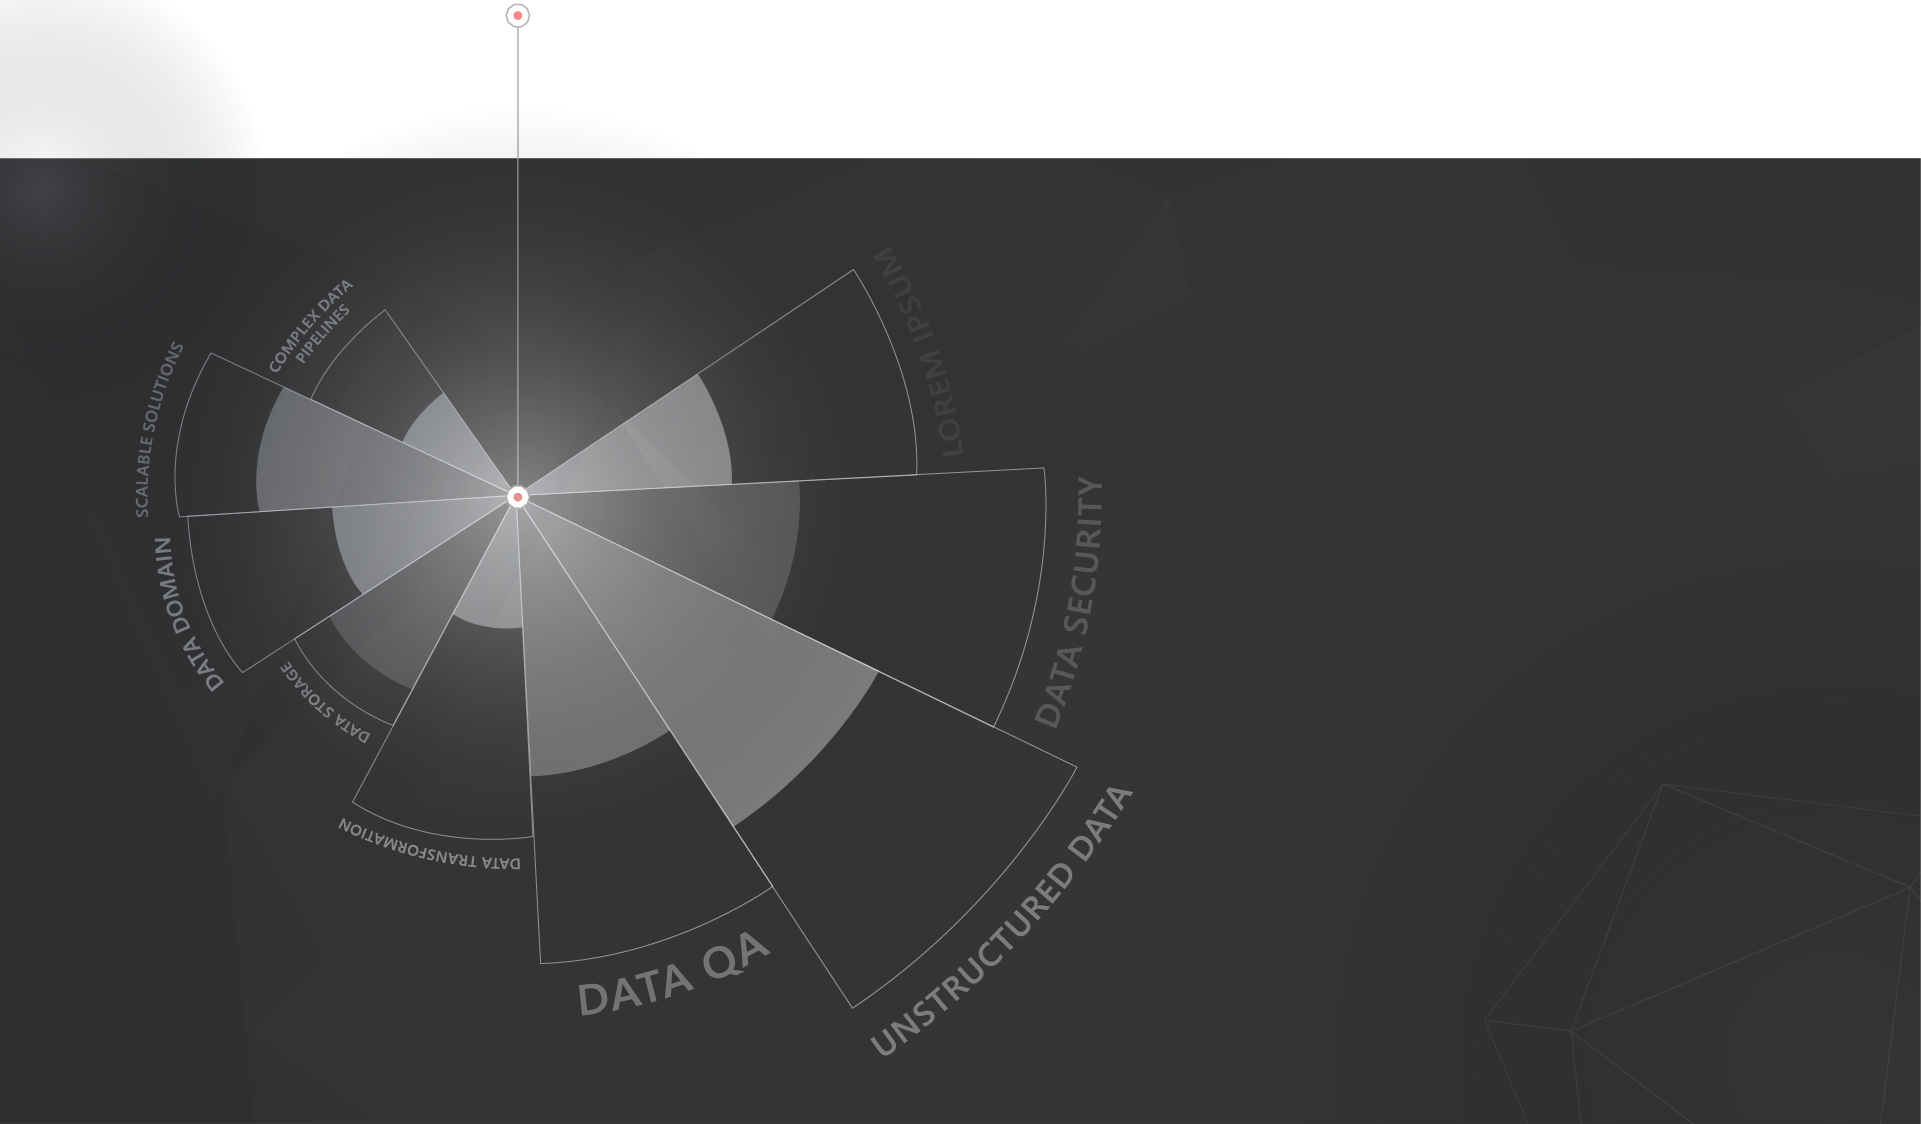 LOREM IPSUM
COMPLEX DATA
PIPELINES
SCALABLE SOLUTIONS
DATA SECURITY
DATA DOMAIN
DATA STORAGE
DATA TRANSFORMATION
UNSTRUCTURED DATA
DATA QA